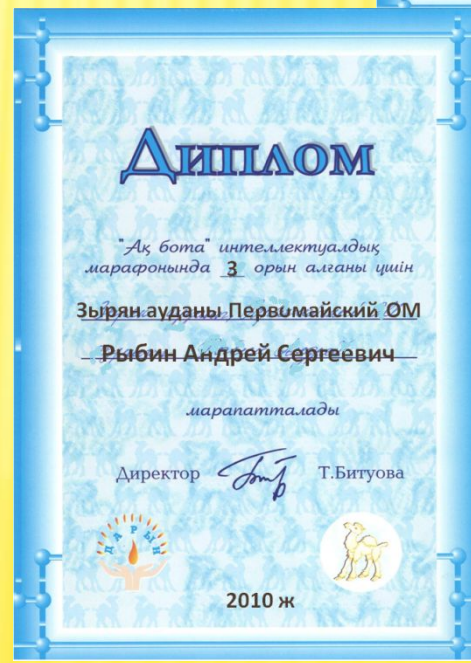 Диплом
"Ақ бота" интеллектуалдық
марафонында 3 орын алғаны үшін
Зырян ауданы Первомайский ОМ
Рыбин Андрей Сергеевич
марапатталады
Директор Т.Битуова
ДАРЫН
2010 ж